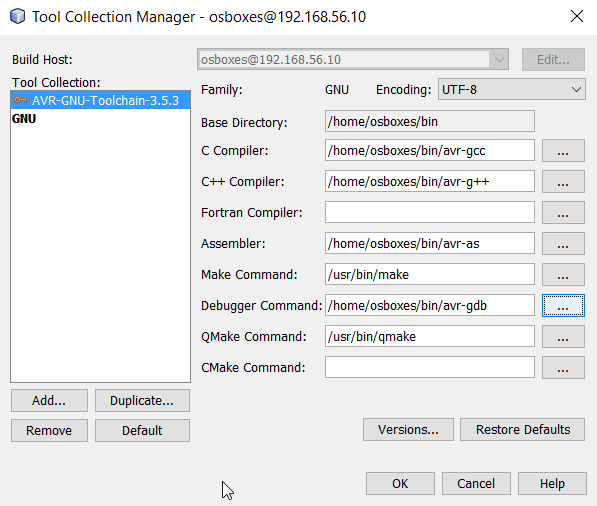 Tool Collection Manager - osboxes@192.168.56.10
Build Host: osboxes@192.168.56.10 Edit...
Tool Collection:
AVR-GNU-Toolchain-3.5.3
GNU
Family: GNU Encoding: UTF-8
Base Directory: /home/osboxes/bin
C Compiler: /home/osboxes/bin/avr-gcc ...
C++ Compiler: /home/osboxes/bin/avr-g++ ...
Fortran Compiler: ...
Assembler: /home/osboxes/bin/avr-as ...
Make Command: /usr/bin/make ...
Debugger Command: /home/osboxes/bin/avr-gdb ...
QMake Command: /usr/bin/qmake ...
CMake Command: ...
Add... Duplicate...
Remove Default
Versions... Restore Defaults
OK Cancel Help